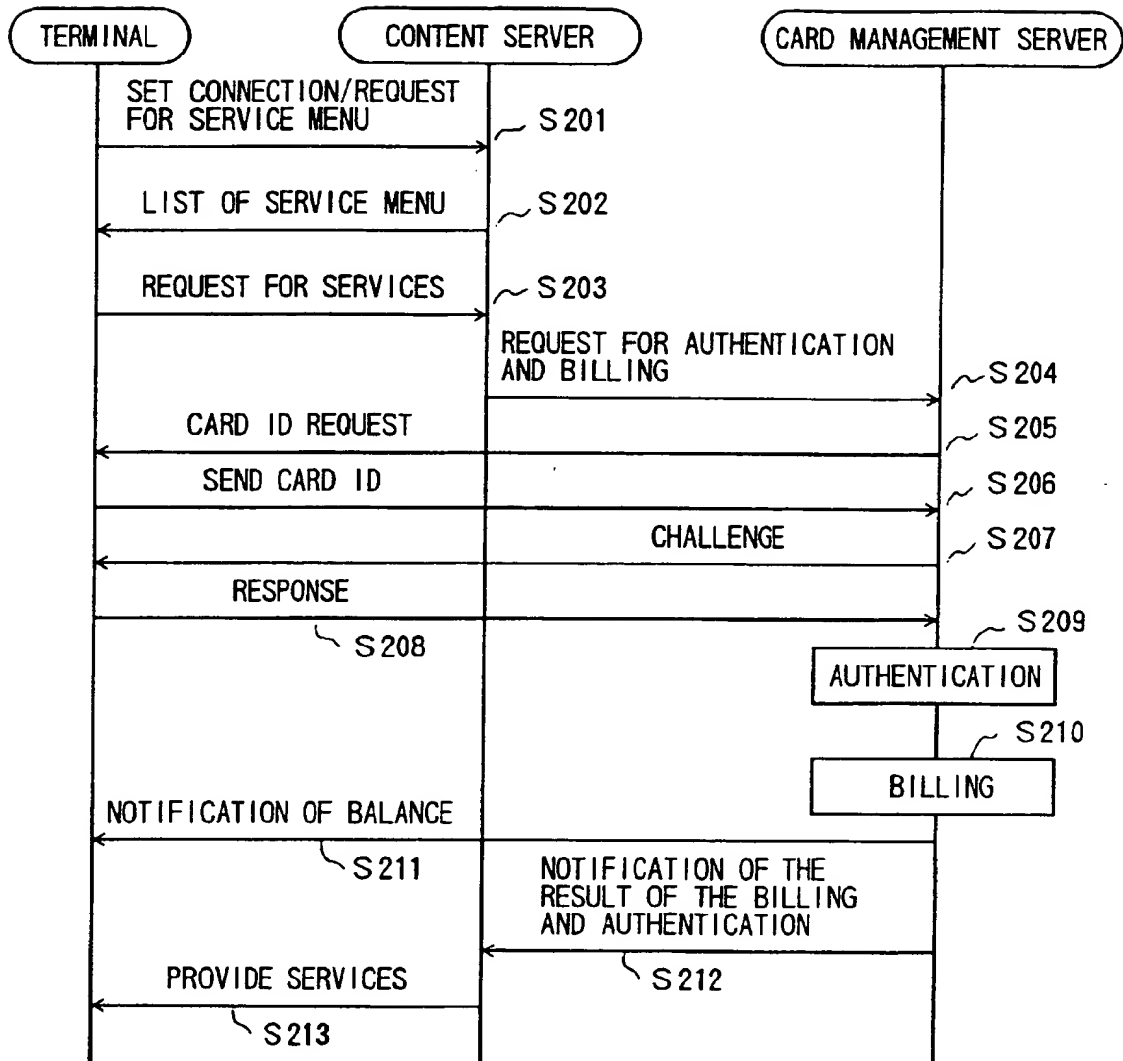 TERMINAL
CONTENT SERVER
CARD MANAGEMENT SERVER
SET CONNECTION/REQUEST
FOR SERVICE MENU
S201
LIST OF SERVICE MENU
S202
REQUEST FOR SERVICES
S203
REQUEST FOR AUTHENTICATION
AND BILLING
S204
CARD ID REQUEST
S205
SEND CARD ID
S206
CHALLENGE
S207
RESPONSE
S208
S209
AUTHENTICATION
S210
BILLING
NOTIFICATION OF BALANCE
S211
NOTIFICATION OF THE
RESULT OF THE BILLING
AND AUTHENTICATION
S212
PROVIDE SERVICES
S213